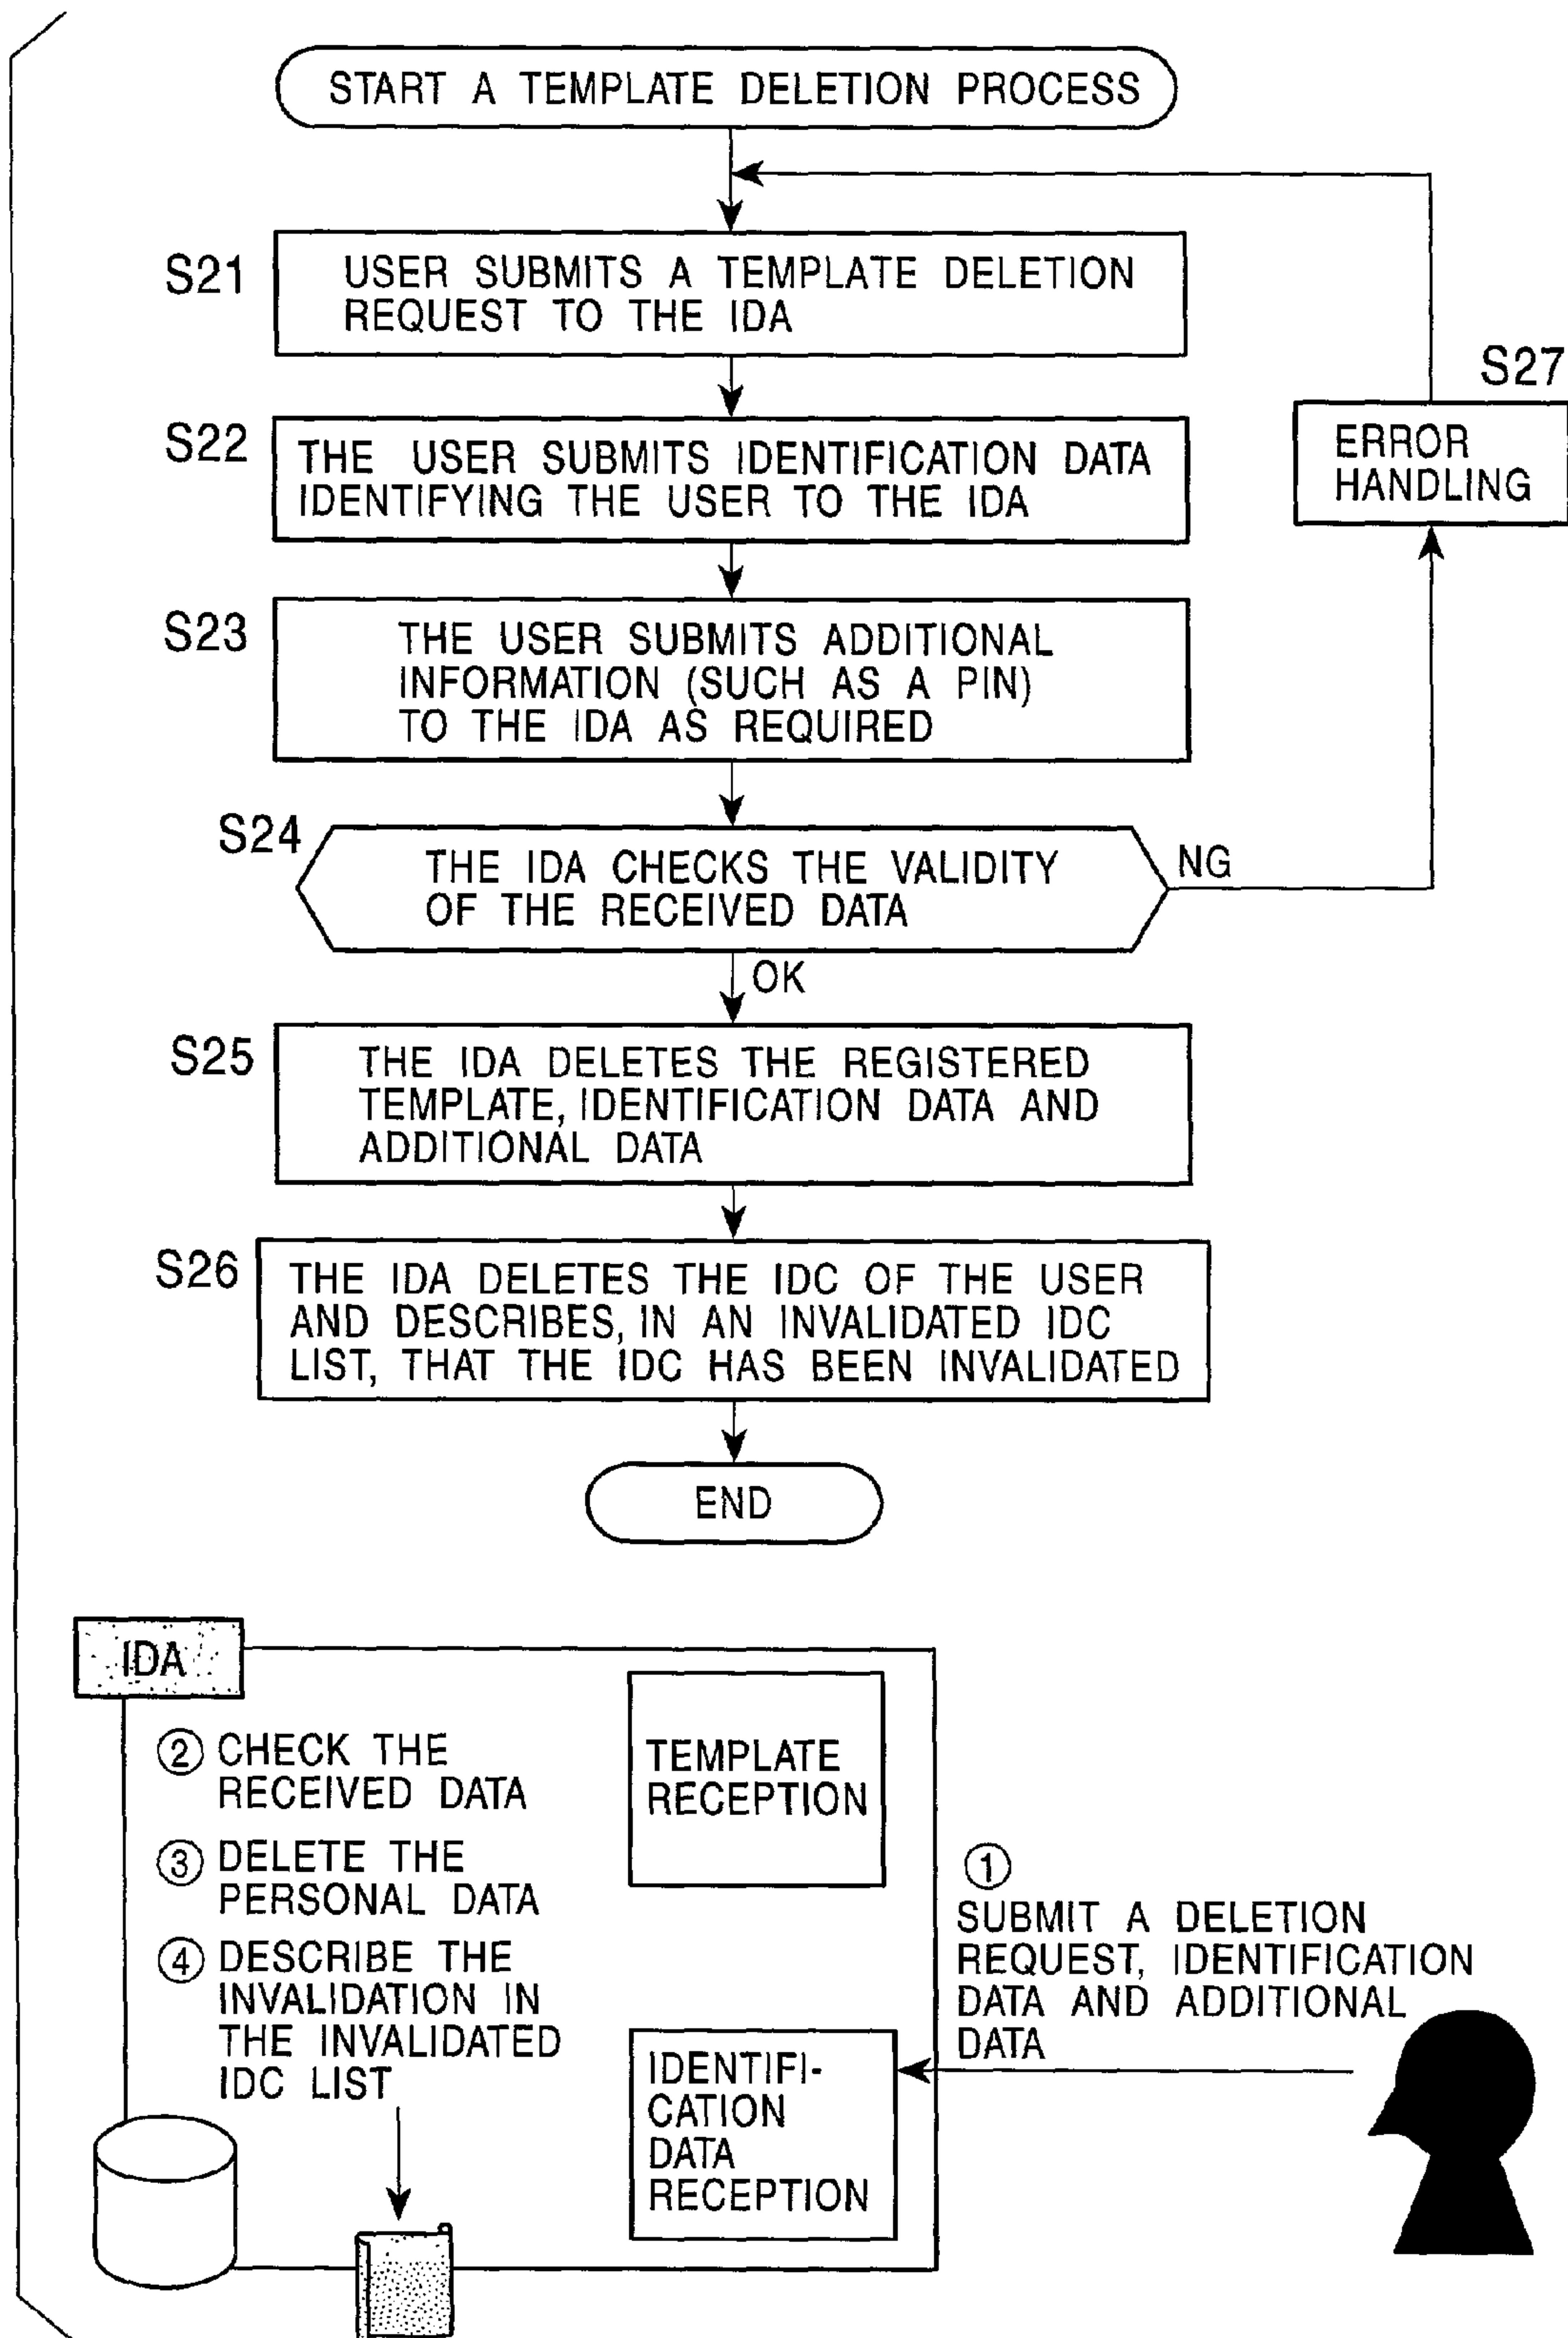 START A TEMPLATE DELETION PROCESS
S21
USER SUBMITS A TEMPLATE DELETION
REQUEST TO THE IDA
S27
ERROR
HANDLING
S22
THE USER SUBMITS IDENTIFICATION DATA
IDENTIFYING THE USER TO THE IDA
S23
THE USER SUBMITS ADDITIONAL
INFORMATION (SUCH AS A PIN)
TO THE IDA AS REQUIRED
S24
THE IDA CHECKS THE VALIDITY
OF THE RECEIVED DATA
NG
OK
S25
THE IDA DELETES THE REGISTERED
TEMPLATE, IDENTIFICATION DATA AND
ADDITIONAL DATA
S26
THE IDA DELETES THE IDC OF THE USER
AND DESCRIBES, IN AN INVALIDATED IDC
LIST, THAT THE IDC HAS BEEN INVALIDATED
END
IDA
② CHECK THE
RECEIVED DATA
③ DELETE THE
PERSONAL DATA
④ DESCRIBE THE
INVALIDATION IN
THE INVALIDATED
IDC LIST
TEMPLATE
RECEPTION
①
SUBMIT A DELETION
REQUEST, IDENTIFICATION
DATA AND ADDITIONAL
DATA
IDENTIFI-
CATION
DATA
RECEPTION